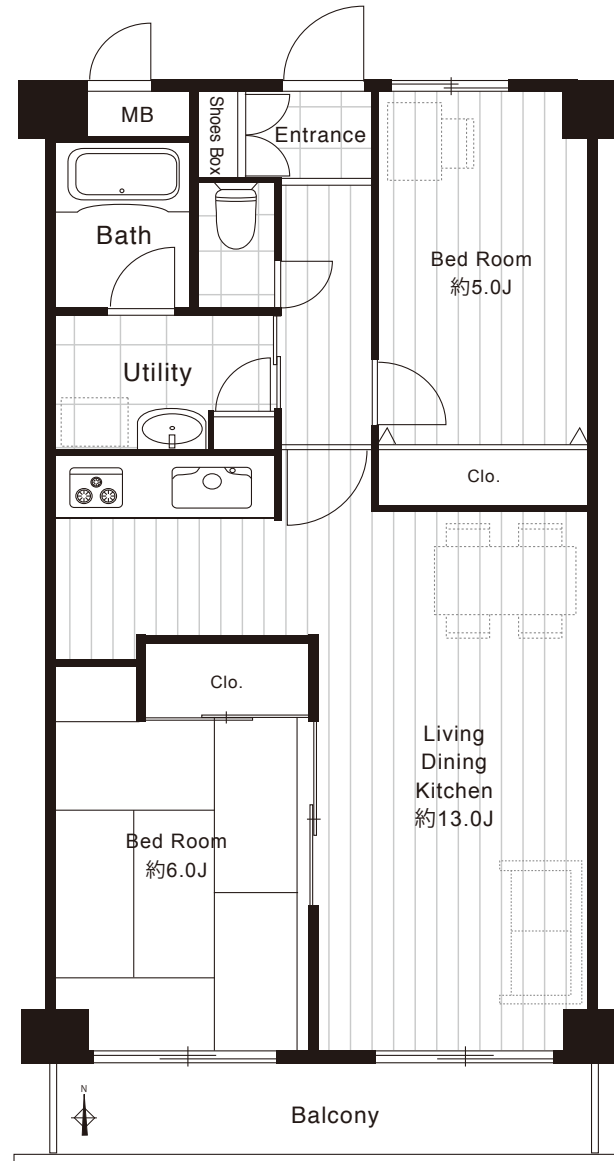 MB
Shoes Box
Entrance
Bath
Bed Room
約5.0J
Utility
Clo.
Clo.
Living
Dining
Kitchen
約13.0J
Bed Room
約6.0J
N
Balcony